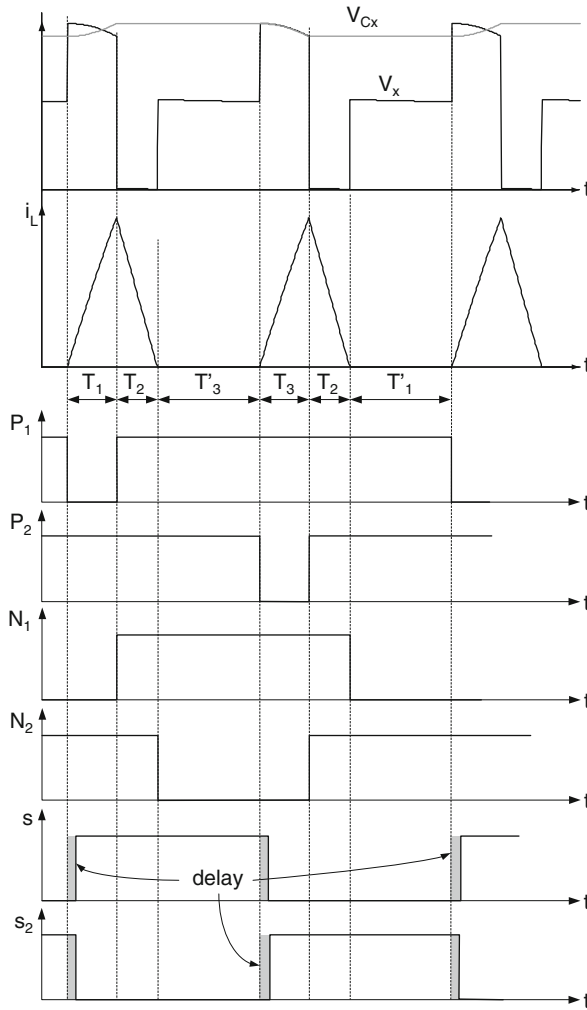 V_Cx
V_x
t
i_L
t
T_1 T_2 T'_3 T_3 T_2 T'_1
P_1
t
P_2
t
N_1
t
N_2
t
s
delay
t
s_2
t